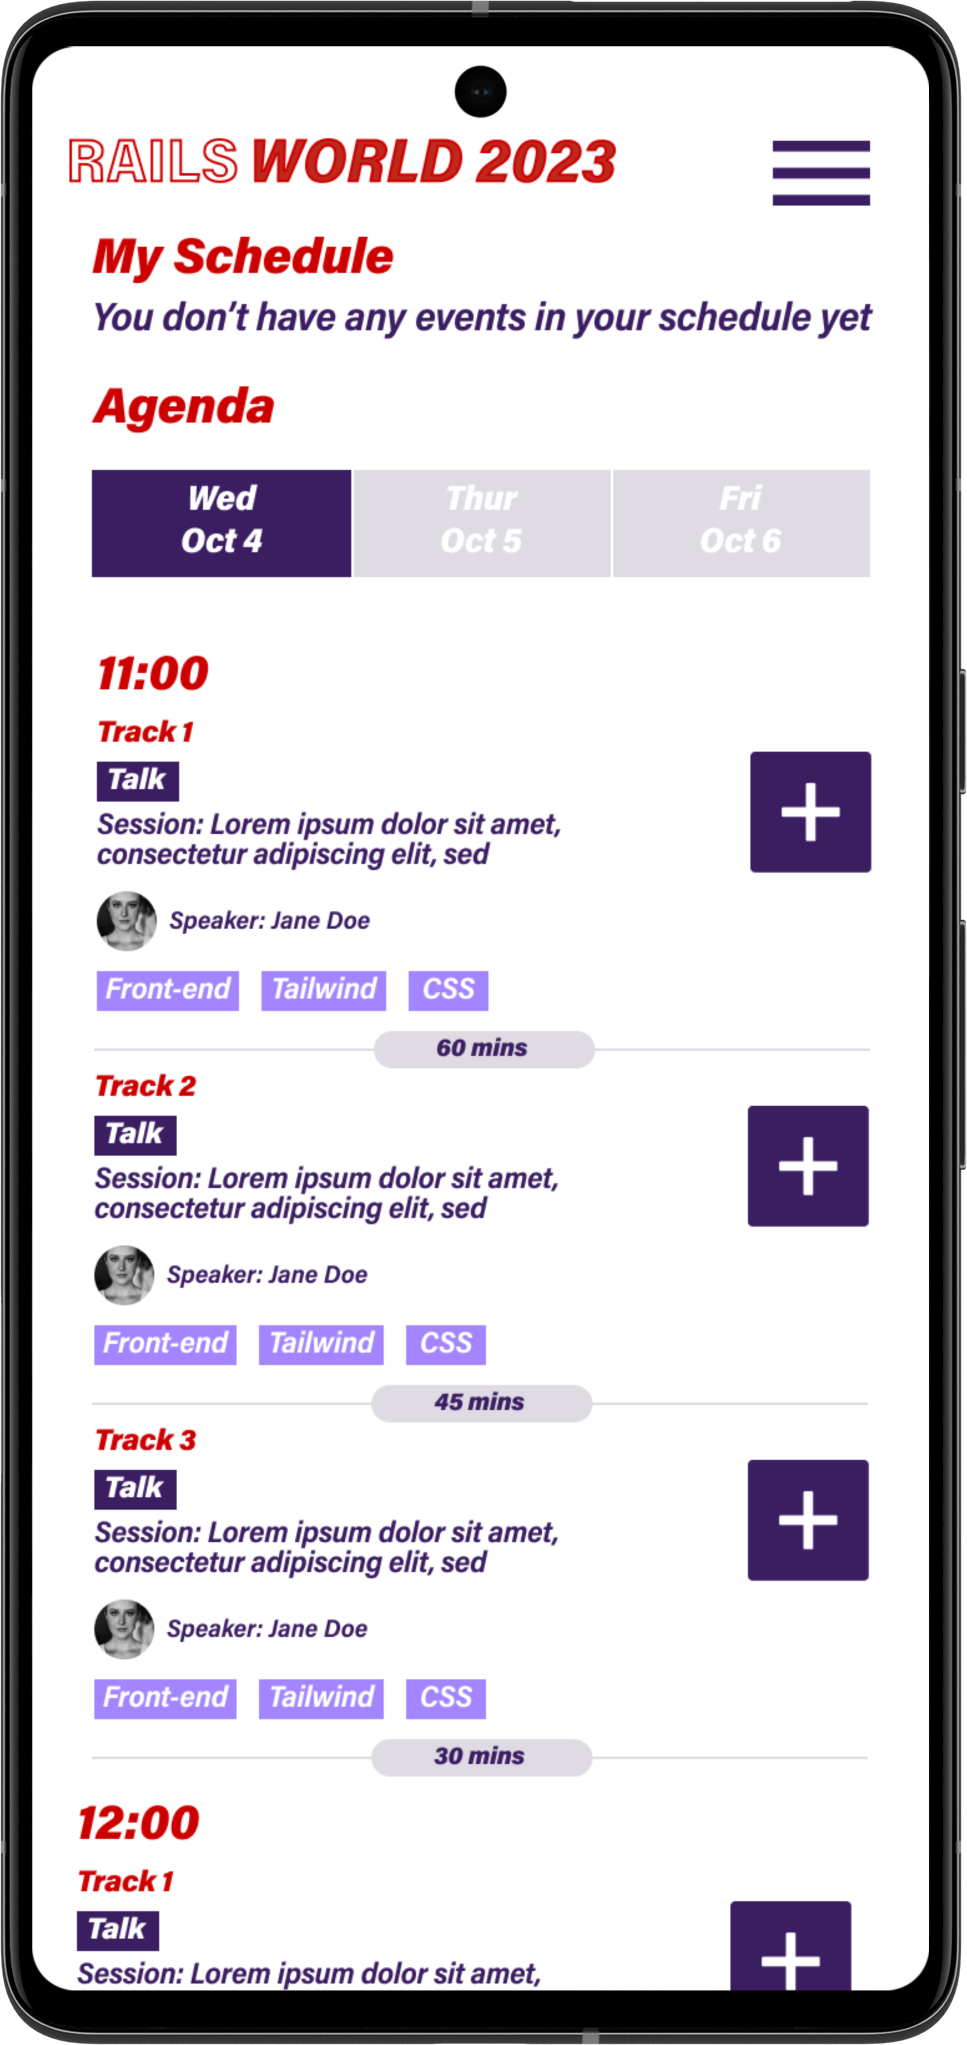 RAILS WORLD 2023
My Schedule
You don’t have any events in your schedule yet
Agenda
Wed
Oct 4
Thur
Oct 5
Fri
Oct 6
11:00
Track 1
Talk
Session: Lorem ipsum dolor sit amet,
consectetur adipiscing elit, sed
Speaker: Jane Doe
Front-end Tailwind CSS
60 mins
Track 2
Talk
Session: Lorem ipsum dolor sit amet,
consectetur adipiscing elit, sed
Speaker: Jane Doe
Front-end Tailwind CSS
45 mins
Track 3
Talk
Session: Lorem ipsum dolor sit amet,
consectetur adipiscing elit, sed
Speaker: Jane Doe
Front-end Tailwind CSS
30 mins
12:00
Track 1
Talk
Session: Lorem ipsum dolor sit amet,